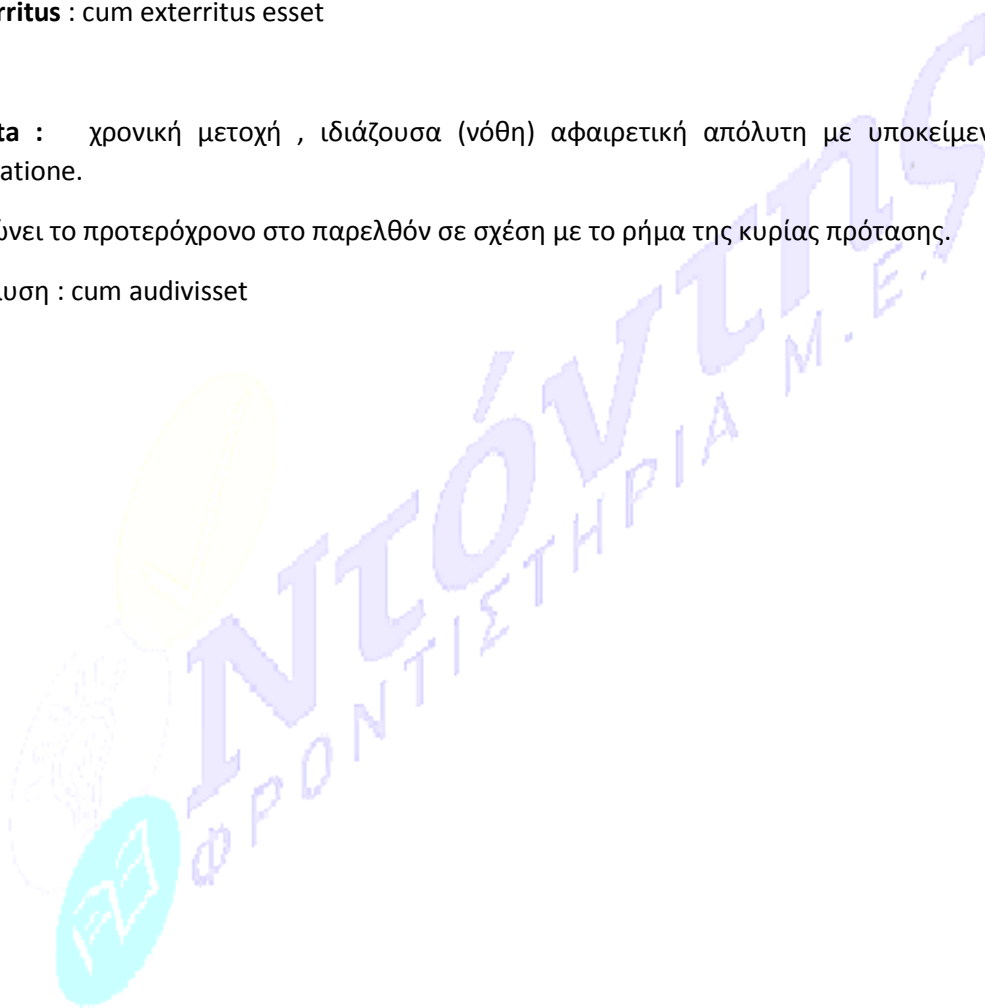 rritus : cum exterritus esset
ta : χρονική μετοχή , ιδιάζουσα (νόθη) αφαιρετική απόλυτη με υποκείμεν
atione.
νει το προτερόχρονο στο παρελθόν σε σχέση με το ρήμα της κυρίας πρότασης.
υση : cum audivisset
Ντόντης
ΦΡΟΝΤΙΣΤΗΡΙΑ Μ.Ε.